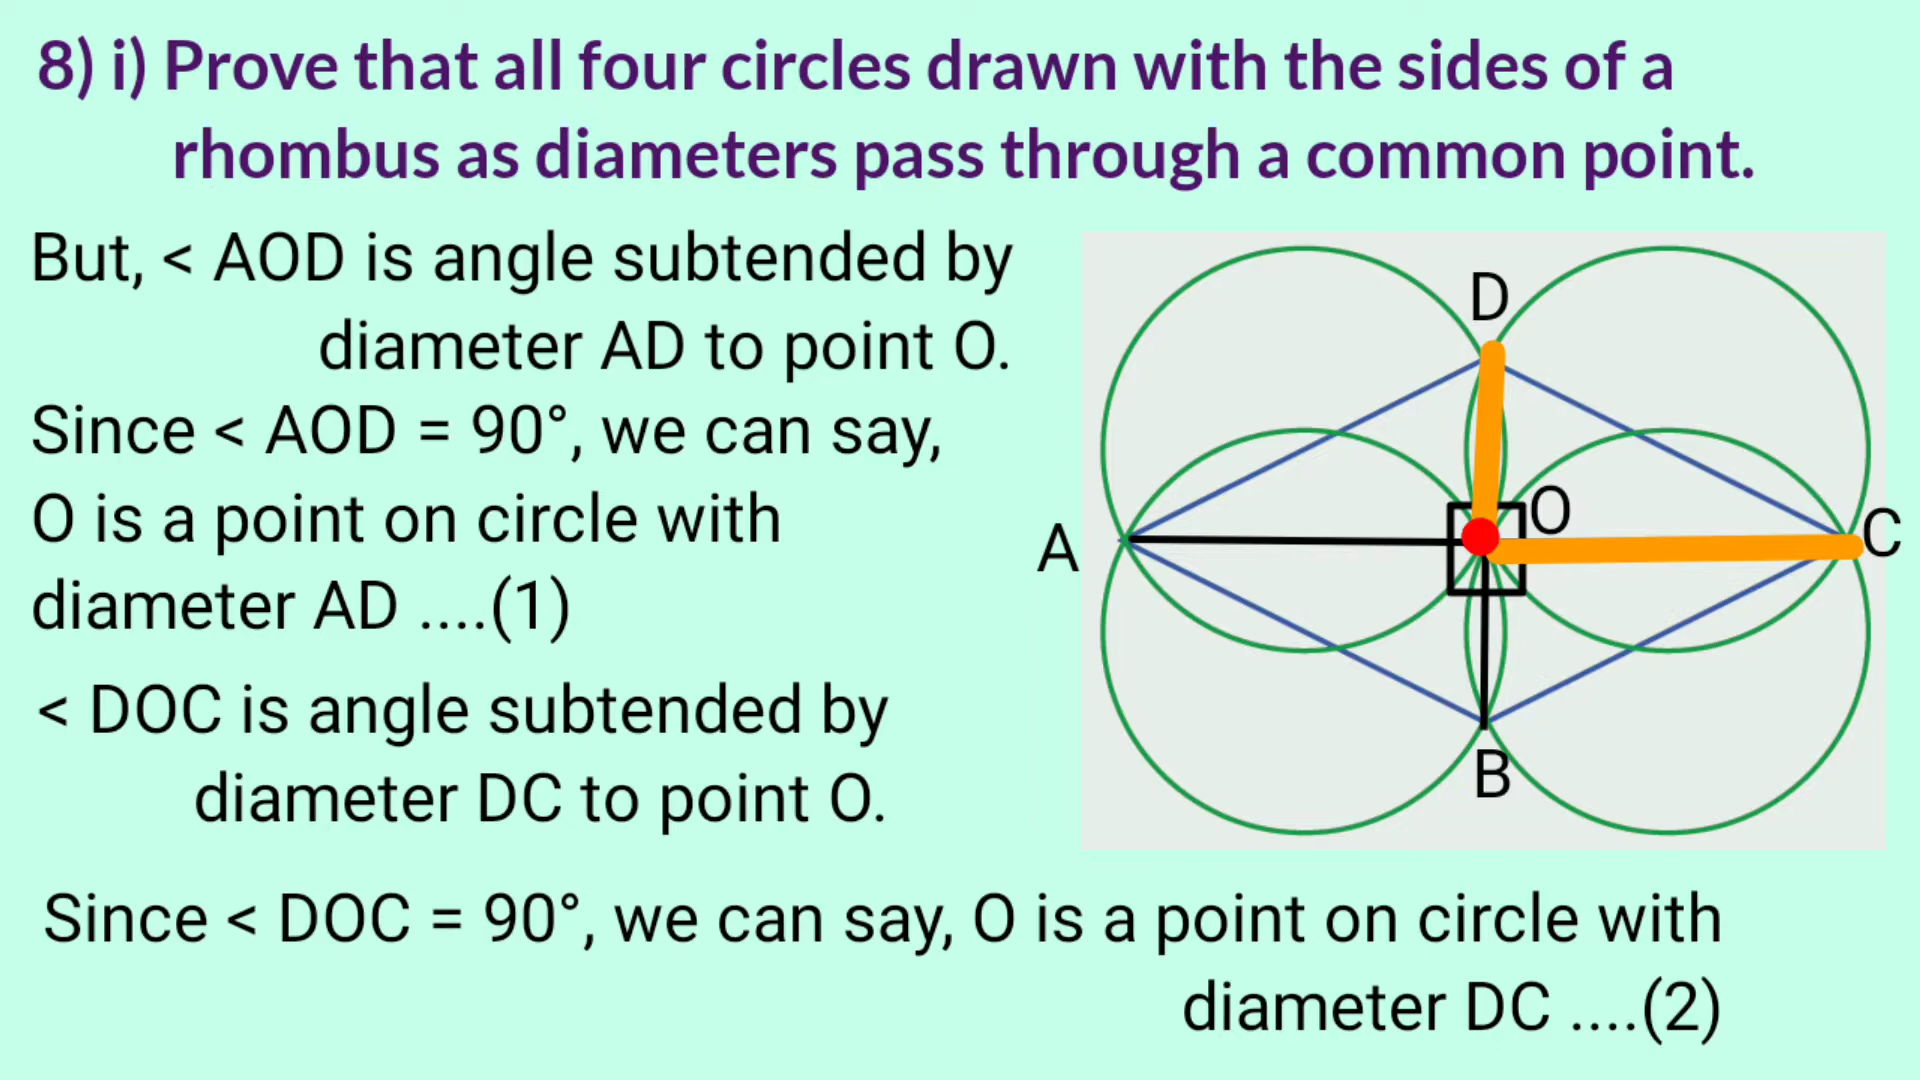 8) i) Prove that all four circles drawn with the sides of a
rhombus as diameters pass through a common point.
But, < AOD is angle subtended by
diameter AD to point O.
Since < AOD = 90°, we can say,
O is a point on circle with
diameter AD ....(1)
< DOC is angle subtended by
diameter DC to point O.
Since < DOC = 90°, we can say, O is a point on circle with
diameter DC ....(2)
D
O
A
C
B